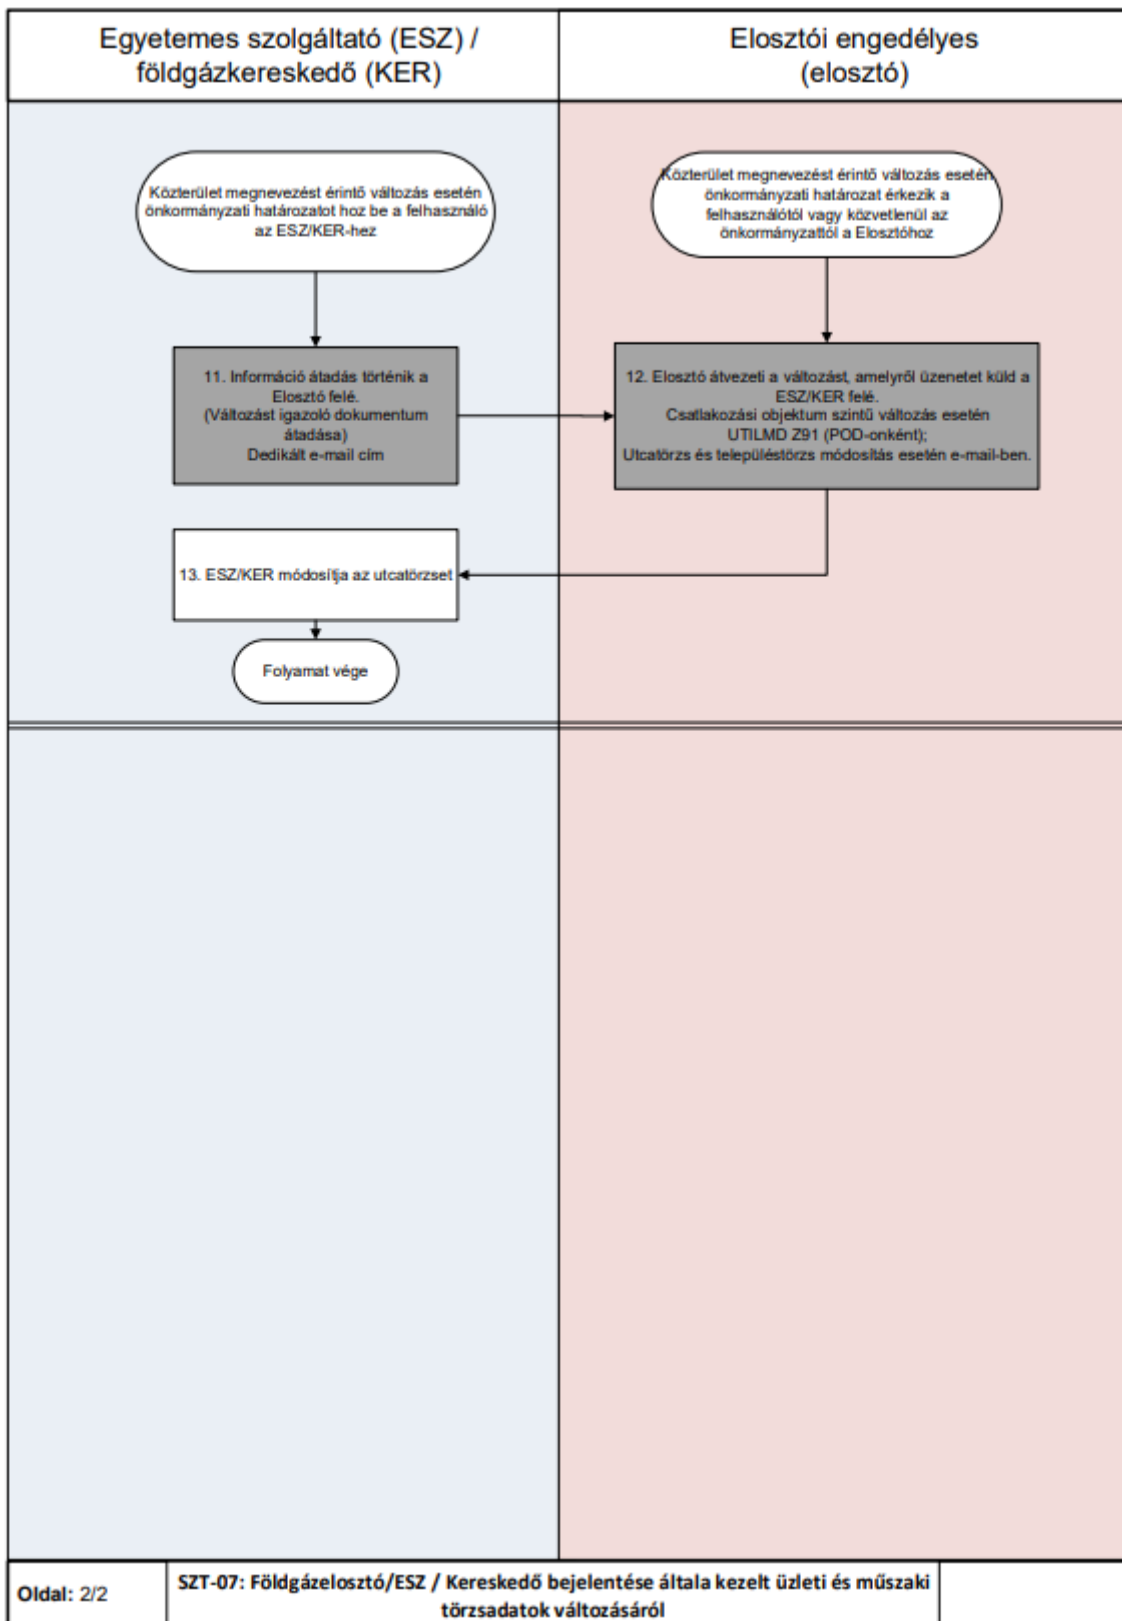 Egyetemes szolgáltató (ESZ) /
földgázkereskedő (KER)
Elosztói engedélyes
(elosztó)
Közterület megnevezést érintő változás esetén
önkormányzati határozatot hoz be a felhasználó
az ESZ/KER-hez
Közterület megnevezést érintő változás esetén
önkormányzati határozat érkezik a
felhasználótól vagy közvetlenül az
önkormányzattól a Elosztóhoz
11. Információ átadás történik a
Elosztó felé.
(Változást igazoló dokumentum
átadása)
Dedikált e-mail cím
12. Elosztó átvezeti a változást, amelyről üzenetet küld a
ESZ/KER felé.
Csatlakozási objektum szintű változás esetén
UTILMD Z91 (POD-onként);
Utcatörzs és településtörzs módosítás esetén e-mail-ben.
13. ESZ/KER módosítja az utcatörzset
Folyamat vége
Oldal: 2/2
SZT-07: Földgázelosztó/ESZ / Kereskedő bejelentése általa kezelt üzleti és műszaki
törzsadatok változásáról